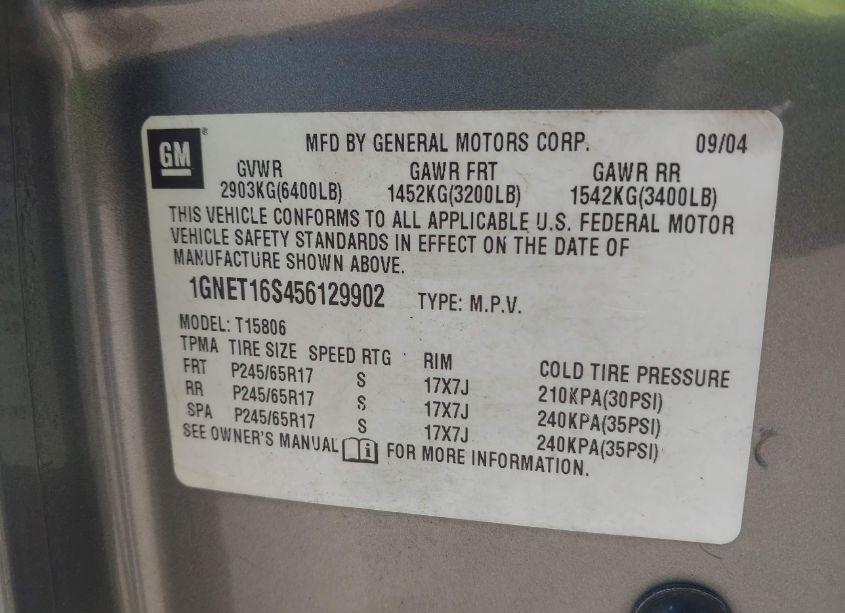 GM
MFD BY GENERAL MOTORS CORP. 09/04
GVWR GAWR FRT GAWR RR
2903KG(6400LB) 1452KG(3200LB) 1542KG(3400LB)
THIS VEHICLE CONFORMS TO ALL APPLICABLE U.S. FEDERAL MOTOR
VEHICLE SAFETY STANDARDS IN EFFECT ON THE DATE OF
MANUFACTURE SHOWN ABOVE.
1GNET16S456129902 TYPE: M.P.V.
MODEL: T15806
TPMA TIRE SIZE SPEED RTG RIM COLD TIRE PRESSURE
FRT P245/65R17 S 17X7J 210KPA(30PSI)
RR P245/65R17 S 17X7J 240KPA(35PSI)
SPA P245/65R17 S 17X7J 240KPA(35PSI)
SEE OWNER'S MANUAL i FOR MORE INFORMATION.